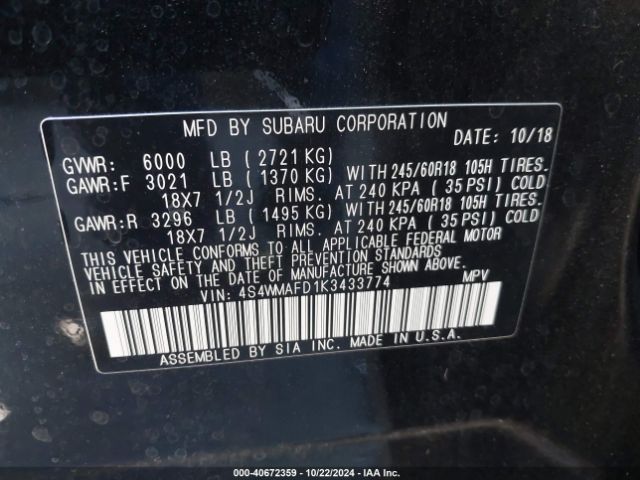 MFD BY SUBARU CORPORATION
DATE: 10/18
GVWR: 6000 LB ( 2721 KG)
GAWR:F 3021 LB ( 1370 KG) WITH 245/60R18 105H TIRES.
18X7 1/2J RIMS. AT 240 KPA ( 35 PSI) COLD
GAWR:R 3296 LB ( 1495 KG) WITH 245/60R18 105H TIRES.
18X7 1/2J RIMS. AT 240 KPA ( 35 PSI) COLD
THIS VEHICLE CONFORMS TO ALL APPLICABLE FEDERAL MOTOR
VEHICLE SAFETY AND THEFT PREVENTION STANDARDS
IN EFFECT ON THE DATE OF MANUFACTURE SHOWN ABOVE.
VIN: 4S4WMAFD1K3433774 MPV
ASSEMBLED BY SIA INC. MADE IN U.S.A.
000-40672359 - 10/22/2024 - IAA Inc.